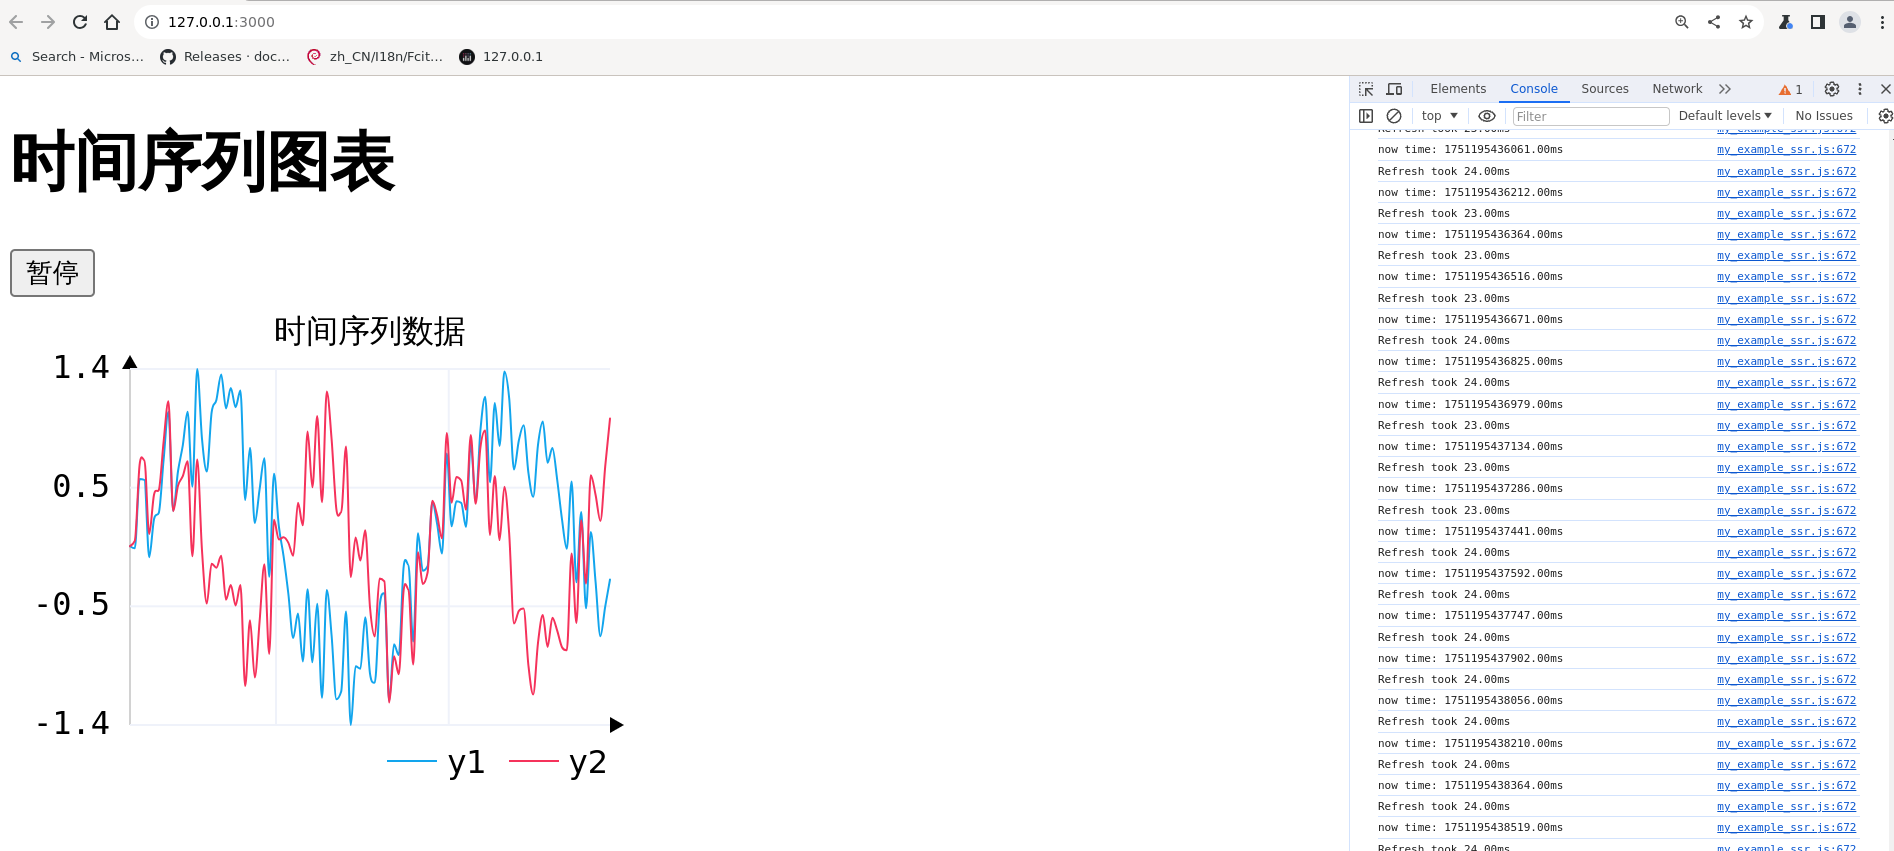 127.0.0.1:3000
Search - Micros…
Releases · doc…
zh_CN/I18n/Fcit…
127.0.0.1
时间序列图表
暂停
时间序列数据
1.4
0.5
-0.5
-1.4
y1 y2
Elements Console Sources Network 1
top Filter Default levels No Issues
Refresh took 23.00ms my_example_ssr.js:672
now time: 1751195436061.00ms my_example_ssr.js:672
Refresh took 24.00ms my_example_ssr.js:672
now time: 1751195436212.00ms my_example_ssr.js:672
Refresh took 23.00ms my_example_ssr.js:672
now time: 1751195436364.00ms my_example_ssr.js:672
Refresh took 23.00ms my_example_ssr.js:672
now time: 1751195436516.00ms my_example_ssr.js:672
Refresh took 23.00ms my_example_ssr.js:672
now time: 1751195436671.00ms my_example_ssr.js:672
Refresh took 24.00ms my_example_ssr.js:672
now time: 1751195436825.00ms my_example_ssr.js:672
Refresh took 24.00ms my_example_ssr.js:672
now time: 1751195436979.00ms my_example_ssr.js:672
Refresh took 23.00ms my_example_ssr.js:672
now time: 1751195437134.00ms my_example_ssr.js:672
Refresh took 23.00ms my_example_ssr.js:672
now time: 1751195437286.00ms my_example_ssr.js:672
Refresh took 23.00ms my_example_ssr.js:672
now time: 1751195437441.00ms my_example_ssr.js:672
Refresh took 24.00ms my_example_ssr.js:672
now time: 1751195437592.00ms my_example_ssr.js:672
Refresh took 24.00ms my_example_ssr.js:672
now time: 1751195437747.00ms my_example_ssr.js:672
Refresh took 24.00ms my_example_ssr.js:672
now time: 1751195437902.00ms my_example_ssr.js:672
Refresh took 24.00ms my_example_ssr.js:672
now time: 1751195438056.00ms my_example_ssr.js:672
Refresh took 24.00ms my_example_ssr.js:672
now time: 1751195438210.00ms my_example_ssr.js:672
Refresh took 24.00ms my_example_ssr.js:672
now time: 1751195438364.00ms my_example_ssr.js:672
Refresh took 24.00ms my_example_ssr.js:672
now time: 1751195438519.00ms my_example_ssr.js:672
Refresh took 24.00ms my_example_ssr.js:672